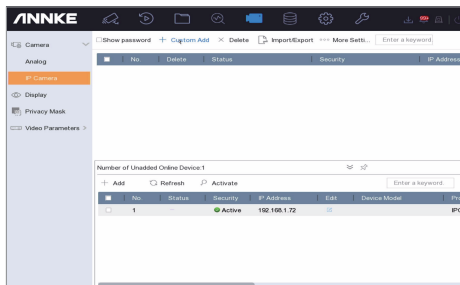 ANNKE
Camera
Analog
IP Camera
Display
Privacy Mask
Video Parameters
Show password + Custom Add × Delete Import/Export More Setti... Enter a keyword
No. Delete Status Security IP Address
Number of Unadded Online Device:1
+ Add Refresh Activate Enter a keyword
No. Status Security IP Address Edit Device Model Pro
1 Active 192.168.1.72 IPC